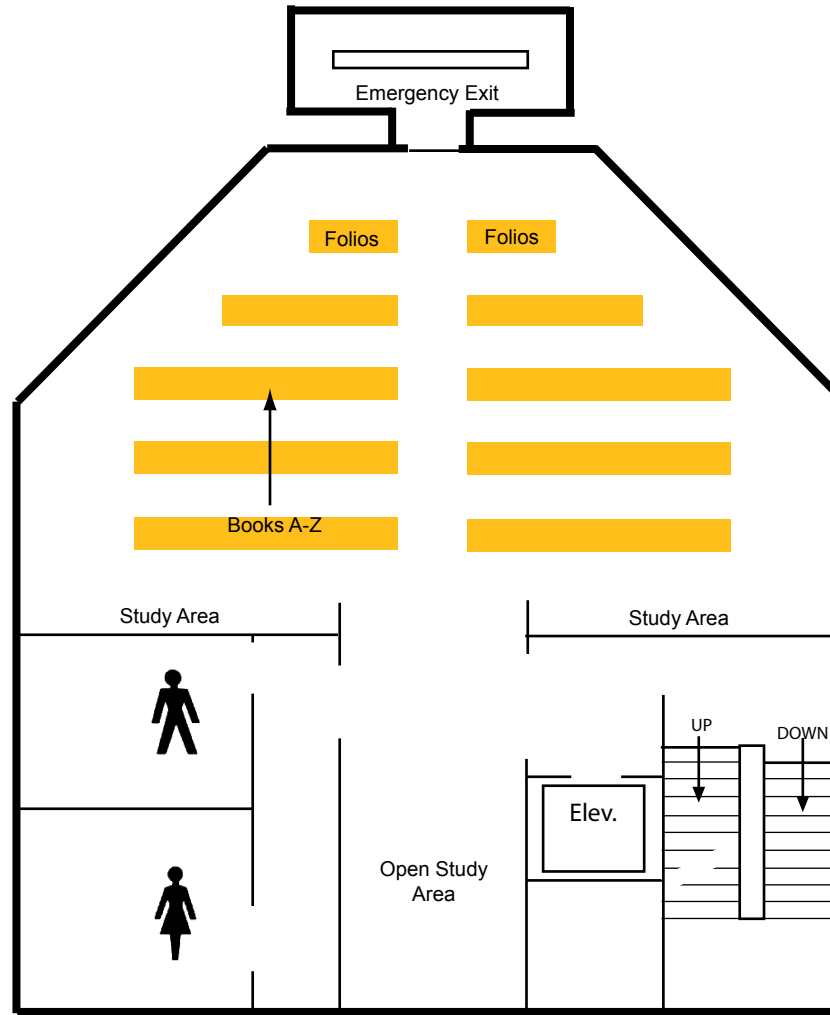 Emergency Exit
Folios
Folios
Books A-Z
Study Area
Study Area
UP
DOWN
Elev.
Open Study
Area